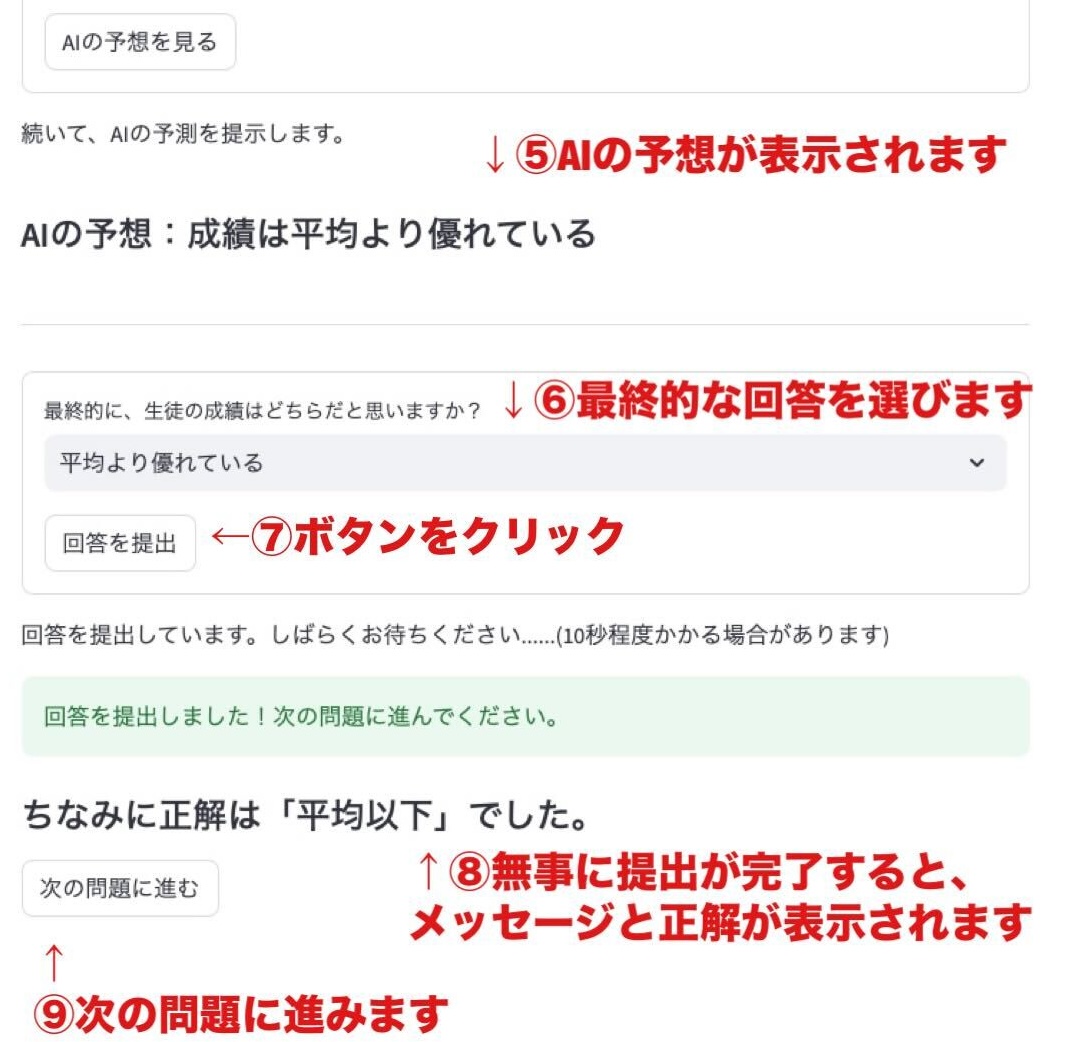 AIの予想を見る
続いて、AIの予測を提示します。
↓⑤AIの予想が表示されます
AIの予想：成績は平均より優れている
最終的に、生徒の成績はどちらだと思いますか？
↓⑥最終的な回答を選びます
平均より優れている
回答を提出
←⑦ボタンをクリック
回答を提出しています。しばらくお待ちください......(10秒程度かかる場合があります)
回答を提出しました！次の問題に進んでください。
ちなみに正解は「平均以下」でした。
↑⑧無事に提出が完了すると、
メッセージと正解が表示されます
次の問題に進む
↑
⑨次の問題に進みます